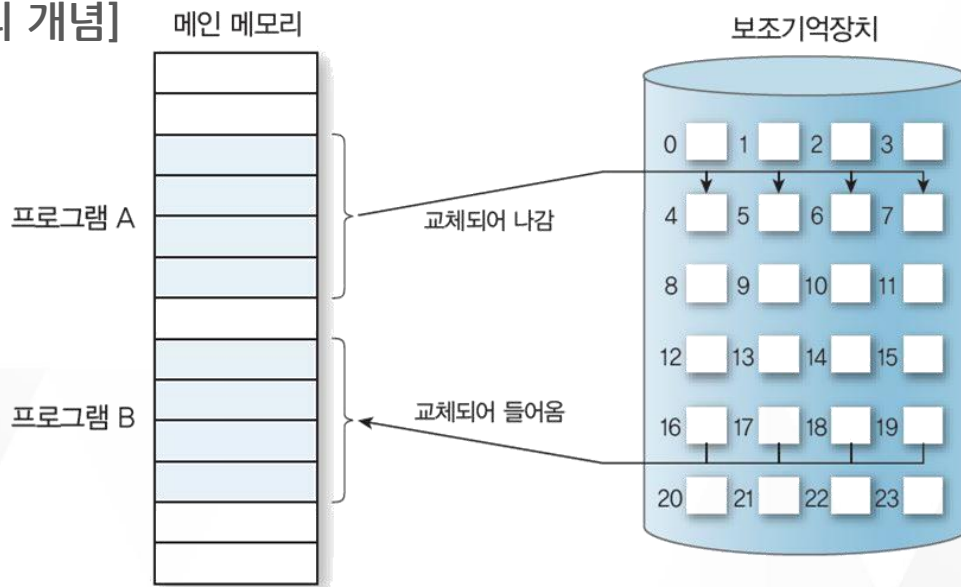 개념]
메인 메모리
보조기억장치
0 1 2 3
프로그램 A
교체되어 나감
4 5 6 7
8 9 10 11
12 13 14 15
프로그램 B
교체되어 들어옴
16 17 18 19
20 21 22 23